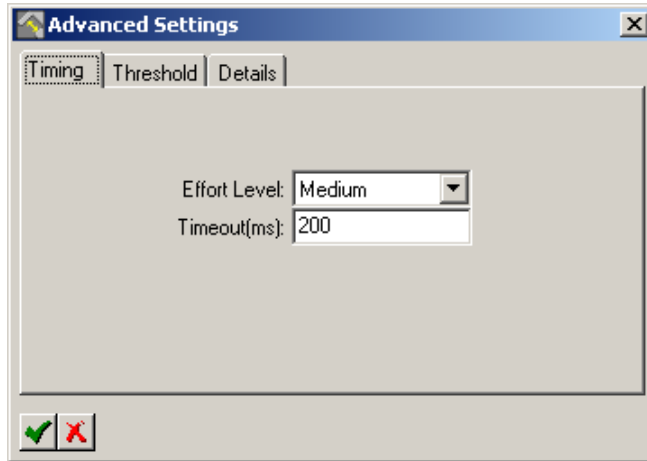 Advanced Settings
Timing Threshold Details
Effort Level: Medium
Timeout(ms): 200